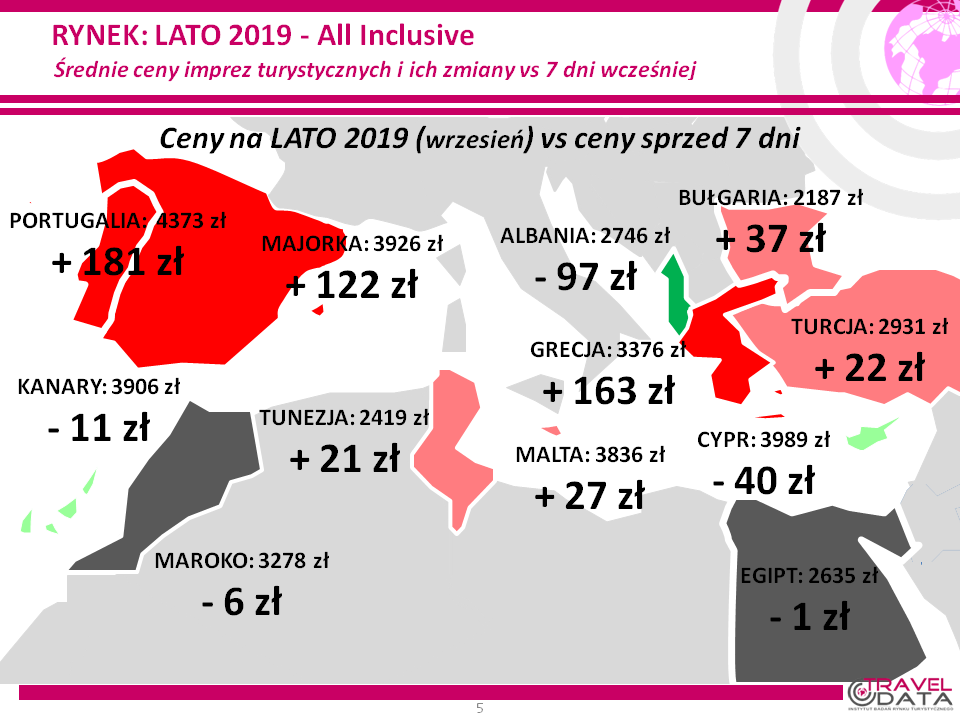 RYNEK: LATO 2019 - All Inclusive
Średnie ceny imprez turystycznych i ich zmiany vs 7 dni wcześniej
Ceny na LATO 2019 (wrzesień) vs ceny sprzed 7 dni
PORTUGALIA: 4373 zł
+ 181 zł
MAJORKA: 3926 zł
+ 122 zł
ALBANIA: 2746 zł
- 97 zł
BUŁGARIA: 2187 zł
+ 37 zł
TURCJA: 2931 zł
+ 22 zł
GRECJA: 3376 zł
+ 163 zł
KANARY: 3906 zł
- 11 zł
TUNEZJA: 2419 zł
+ 21 zł
MALTA: 3836 zł
+ 27 zł
CYPR: 3989 zł
- 40 zł
MAROKO: 3278 zł
- 6 zł
EGIPT: 2635 zł
- 1 zł
5
TRAVEL
DATA
INSTYTUT BADAŃ RYNKU TURYSTYCZNEGO